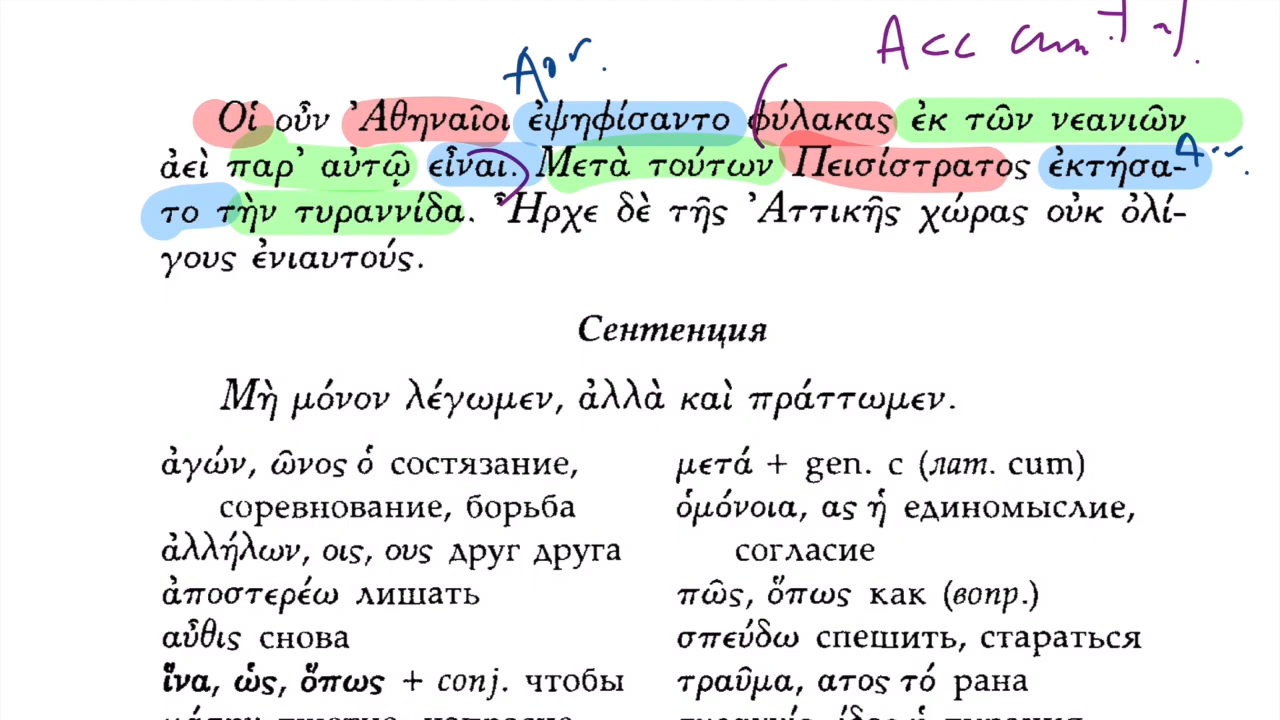 Acc cum
Aor.
Οἱ οὖν Ἀθηναῖοι ἐψηφίσαντο φύλακας ἐκ τῶν νεανιῶν
ἀεὶ παρ’ αὐτῷ εἶναι. Μετὰ τούτων Πεισίστρατος ἐκτήσα-
το τὴν τυραννίδα. Ἦρχε δὲ τῆς Ἀττικῆς χώρας οὐκ ὀλί-
γους ἐνιαυτούς.
Сентенция
Μὴ μόνον λέγωμεν, ἀλλὰ καὶ πράττωμεν.
ἀγών, ῶνος ὁ состязание,
соревнование, борьба
ἀλλήλων, οις, ους друг друга
ἀποστερέω лишать
αὖθις снова
ἵνα, ὡς, ὅπως + conj. чтобы
μετά + gen. с (лат. cum)
ὁμόνοια, ας ἡ единомыслие,
согласие
πῶς, ὅπως как (вопр.)
σπεύδω спешить, стараться
τραῦμα, ατος τό рана